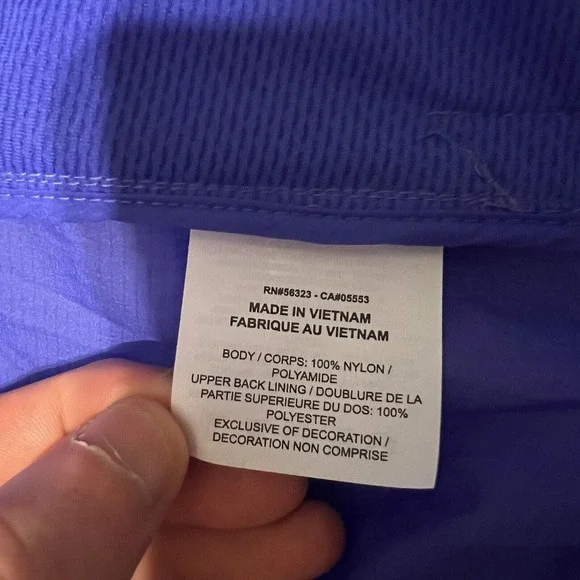 RN#56323 - CA#05553
MADE IN VIETNAM
FABRIQUE AU VIETNAM
BODY / CORPS: 100% NYLON /
POLYAMIDE
UPPER BACK LINING / DOUBLURE DE LA
PARTIE SUPERIEURE DU DOS: 100%
POLYESTER
EXCLUSIVE OF DECORATION /
DECORATION NON COMPRISE